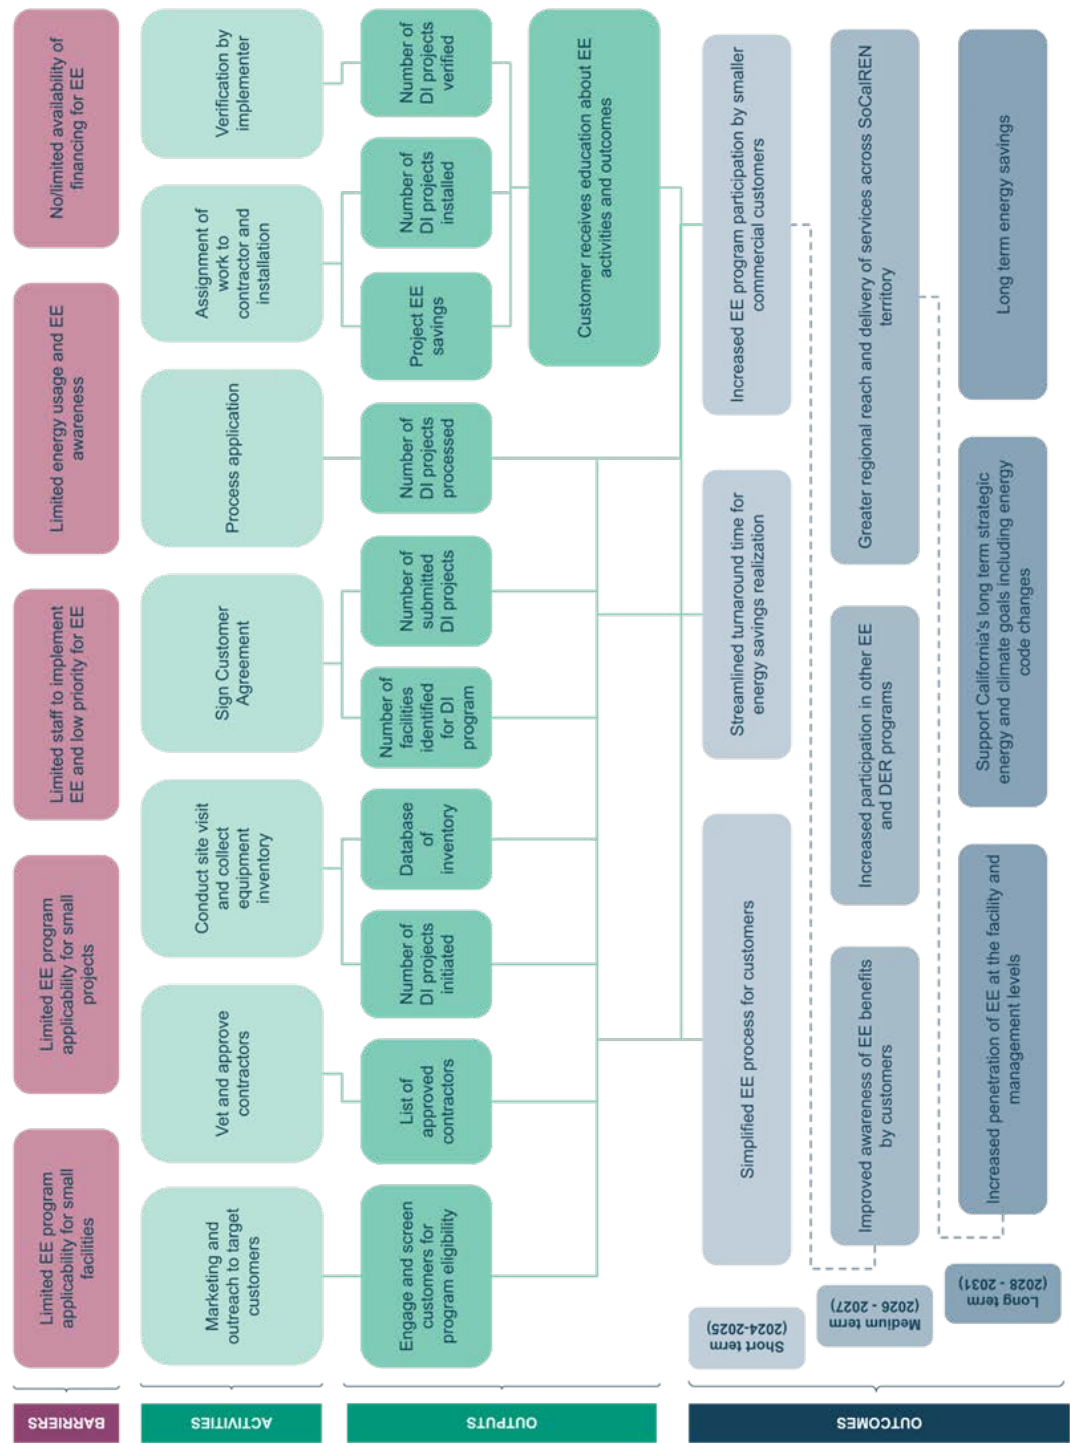 BARRIERS
Limited EE program
applicability for small
facilities
Limited EE program
applicability for small
projects
Limited staff to implement
EE and low priority for EE
Limited energy usage and EE
awareness
No/limited availability of
financing for EE
ACTIVITIES
Marketing and
outreach to target
customers
Vet and approve
contractors
Conduct site visit
and collect
equipment
inventory
Sign Customer
Agreement
Process application
Assignment of
work to
contractor and
installation
Verification by
implementer
OUTPUTS
Engage and screen
customers for
program eligibility
List of
approved
contractors
Number of
DI projects
initiated
Database
of
inventory
Number of
facilities
identified
for DI
program
Number of
submitted
DI projects
Number of
DI projects
processed
Project EE
savings
Number of
DI projects
installed
Number of
DI projects
verified
Customer receives education about EE
activities and outcomes
OUTCOMES
Short term
(2024-2025)
Simplified EE process for customers
Streamlined turnaround time for
energy savings realization
Increased EE program participation by smaller
commercial customers
Medium term
(2026 - 2027)
Improved awareness of EE benefits
by customers
Increased participation in other EE
and DER programs
Greater regional reach and delivery of services across SoCalREN
territory
Long term
(2028 - 2031)
Increased penetration of EE at the facility and
management levels
Support California's long term strategic
energy and climate goals including energy
code changes
Long term energy savings